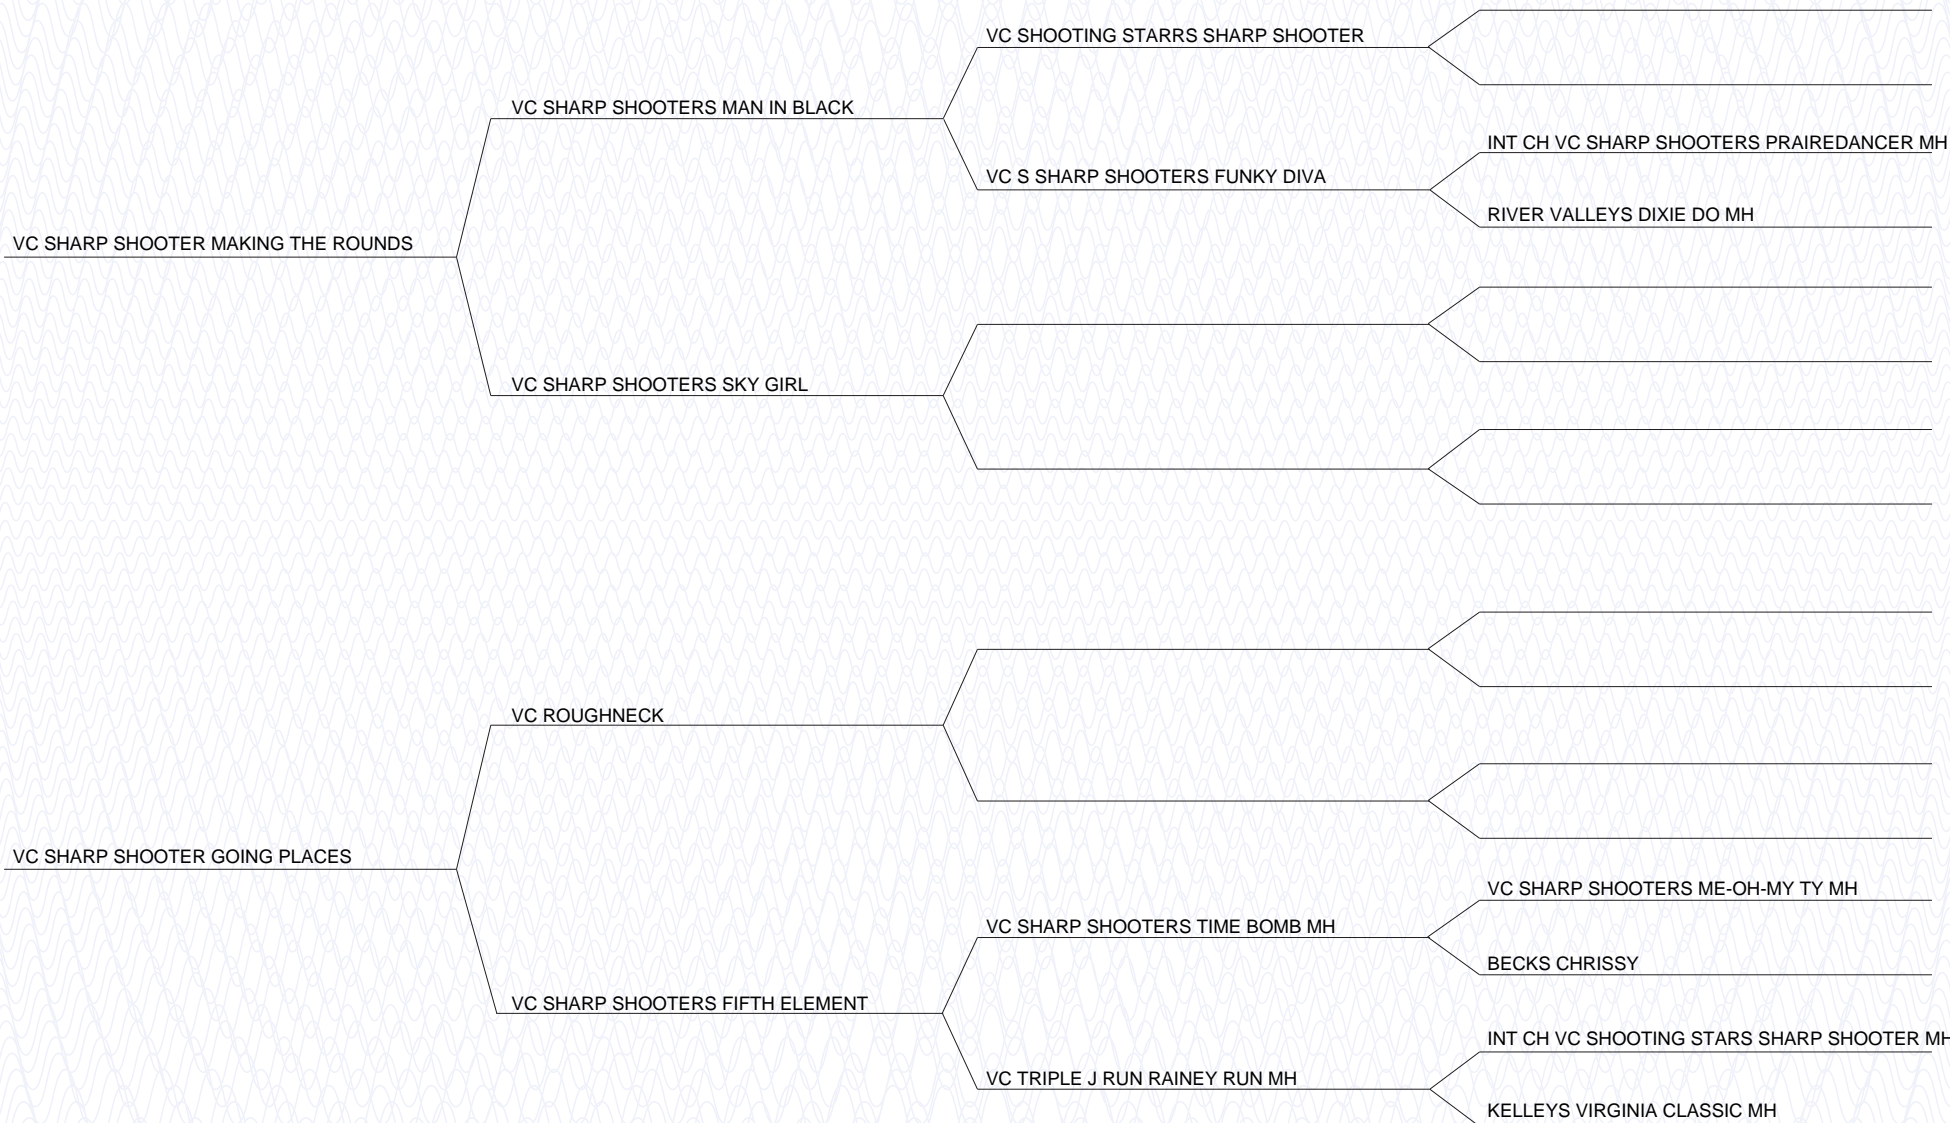 VC SHOOTING STARRS SHARP SHOOTER
VC SHARP SHOOTERS MAN IN BLACK
INT CH VC SHARP SHOOTERS PRAIREDANCER MH
VC S SHARP SHOOTERS FUNKY DIVA
RIVER VALLEYS DIXIE DO MH
VC SHARP SHOOTER MAKING THE ROUNDS
VC SHARP SHOOTERS SKY GIRL
VC ROUGHNECK
VC SHARP SHOOTER GOING PLACES
VC SHARP SHOOTERS ME-OH-MY TY MH
VC SHARP SHOOTERS TIME BOMB MH
BECKS CHRISSY
VC SHARP SHOOTERS FIFTH ELEMENT
INT CH VC SHOOTING STARS SHARP SHOOTER MH
VC TRIPLE J RUN RAINEY RUN MH
KELLEYS VIRGINIA CLASSIC MH